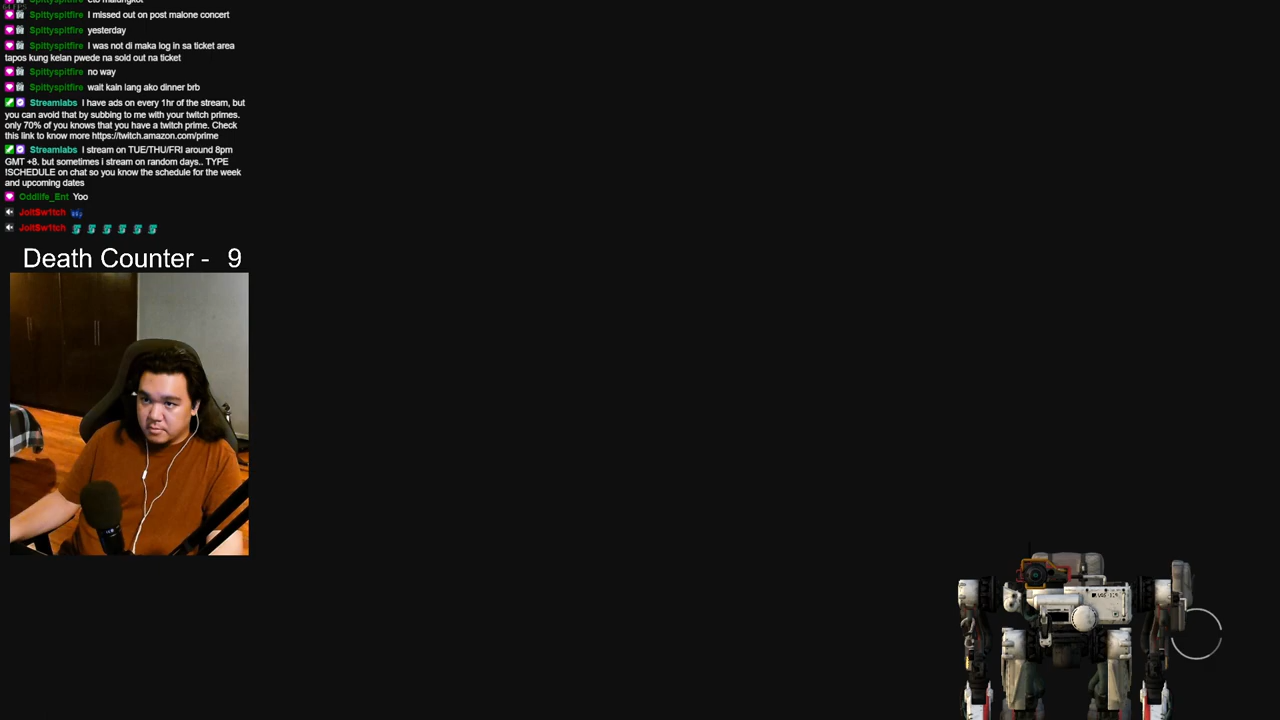 Spittyspitfire I missed out on post malone concert
Spittyspitfire yesterday
Spittyspitfire I was not di maka log in sa ticket area
tapos kung kelan pwede na sold out na ticket
Spittyspitfire no way
Spittyspitfire wait kain lang ako dinner brb
Streamlabs I have ads on every 1hr of the stream, but
you can avoid that by subbing to me with your twitch primes.
only 70% of you knows that you have a twitch prime. Check
this link to know more https://twitch.amazon.com/prime
Streamlabs I stream on TUE/THU/FRI around 8pm
GMT +8. but sometimes i stream on random days.. TYPE
!SCHEDULE on chat so you know the schedule for the week
and upcoming dates
Oddlife_Ent Yoo
JoltSw1tch
JoltSw1tch
Death Counter - 9